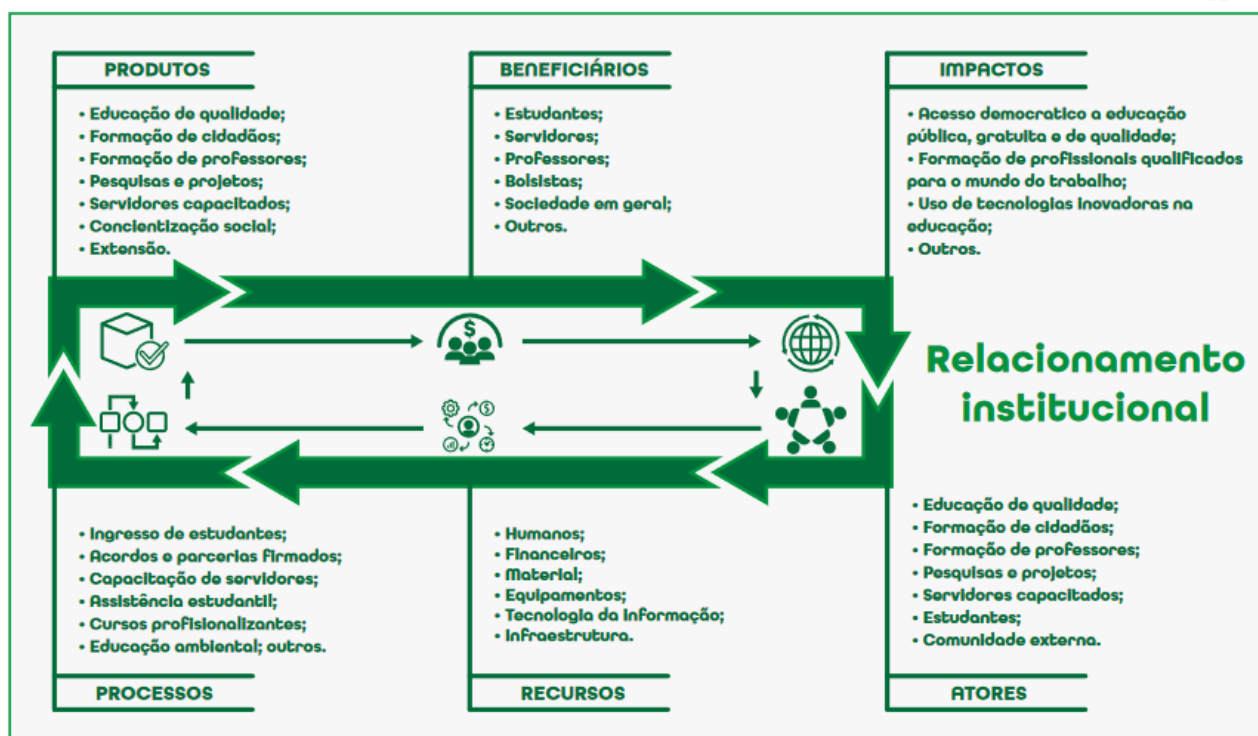 PRODUTOS
• Educação de qualidade;
• Formação de cidadãos;
• Formação de professores;
• Pesquisas e projetos;
• Servidores capacitados;
• Concientização social;
• Extensão.
BENEFICIÁRIOS
• Estudantes;
• Servidores;
• Professores;
• Bolsistas;
• Sociedade em geral;
• Outros.
IMPACTOS
• Acesso democratico a educação
pública, gratuita e de qualidade;
• Formação de profissionais qualificados
para o mundo do trabalho;
• Uso de tecnologias inovadoras na
educação;
• Outros.
$
$
Relacionamento
institucional
• Ingresso de estudantes;
• Acordos e parcerias firmados;
• Capacitação de servidores;
• Assistência estudantil;
• Cursos profisionalizantes;
• Educação ambiental; outros.
PROCESSOS
• Humanos;
• Financeiros;
• Material;
• Equipamentos;
• Tecnologia da informação;
• Infraestrutura.
RECURSOS
• Educação de qualidade;
• Formação de cidadãos;
• Formação de professores;
• Pesquisas e projetos;
• Servidores capacitados;
• Estudantes;
• Comunidade externa.
ATORES